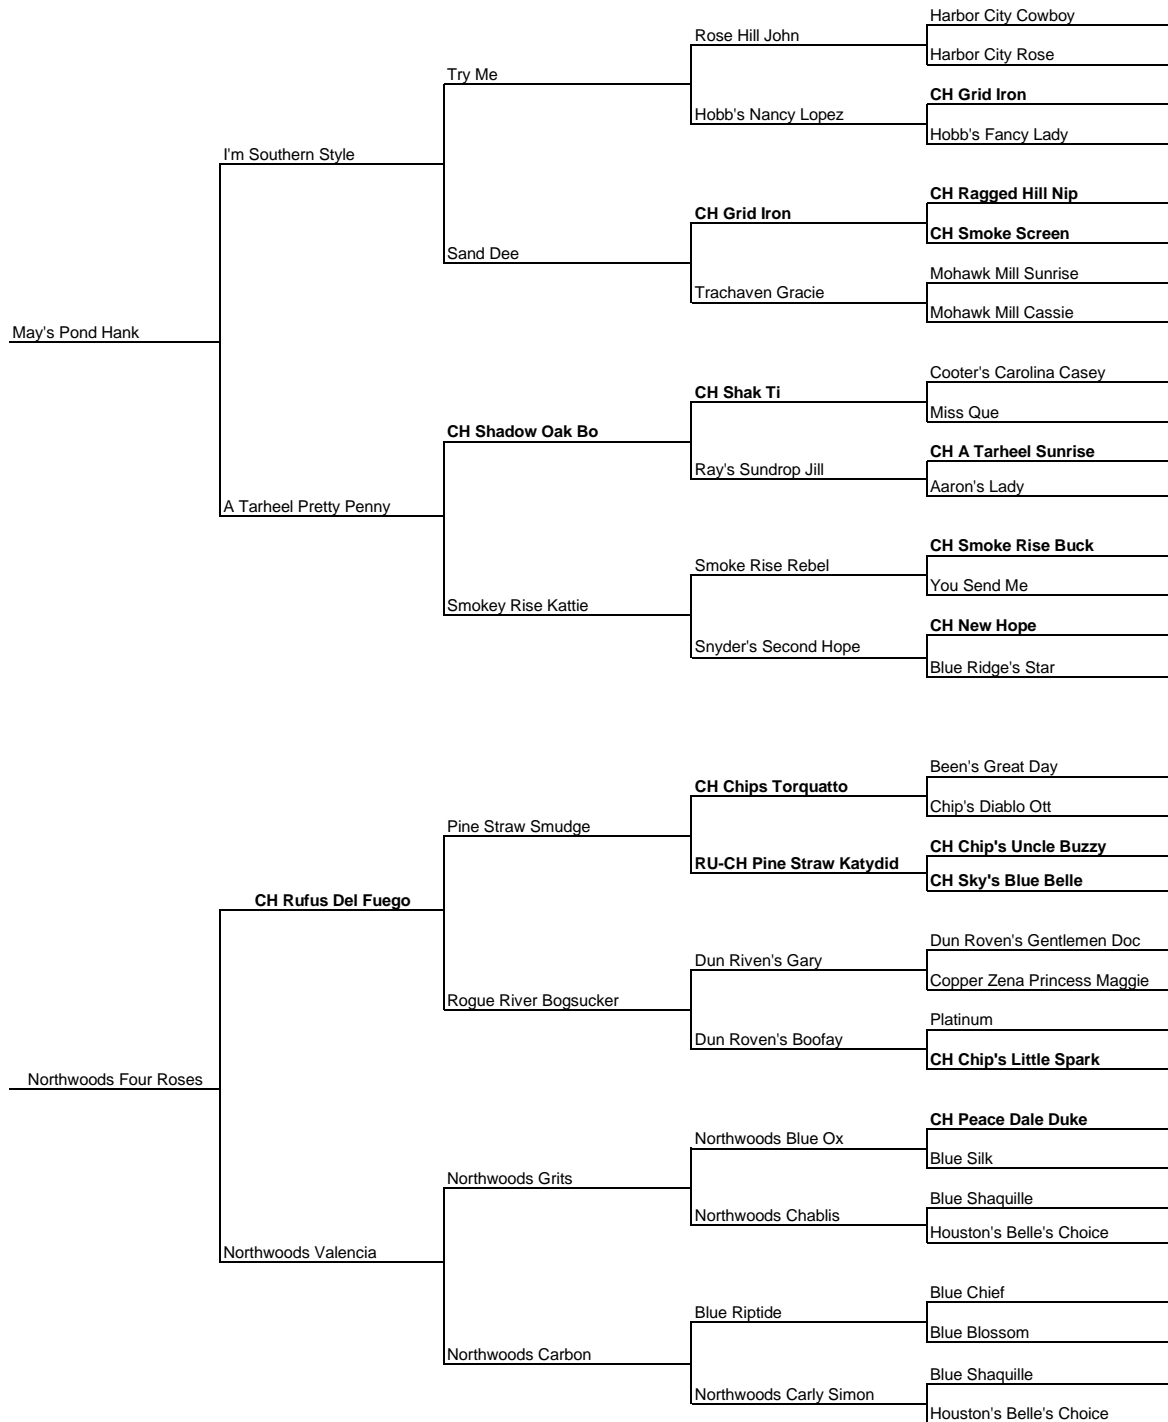 Harbor City Cowboy
Rose Hill John
Harbor City Rose
Try Me
CH Grid Iron
Hobb's Nancy Lopez
Hobb's Fancy Lady
I'm Southern Style
CH Ragged Hill Nip
CH Grid Iron
CH Smoke Screen
Sand Dee
Mohawk Mill Sunrise
Trachaven Gracie
Mohawk Mill Cassie
May's Pond Hank
Cooter's Carolina Casey
CH Shak Ti
Miss Que
CH Shadow Oak Bo
CH A Tarheel Sunrise
Ray's Sundrop Jill
Aaron's Lady
A Tarheel Pretty Penny
CH Smoke Rise Buck
Smoke Rise Rebel
You Send Me
Smokey Rise Kattie
CH New Hope
Snyder's Second Hope
Blue Ridge's Star
Been's Great Day
CH Chips Torquatto
Chip's Diablo Ott
Pine Straw Smudge
CH Chip's Uncle Buzzy
RU-CH Pine Straw Katydid
CH Sky's Blue Belle
CH Rufus Del Fuego
Dun Roven's Gentlemen Doc
Dun Riven's Gary
Copper Zena Princess Maggie
Rogue River Bogsucker
Platinum
Dun Roven's Boofay
CH Chip's Little Spark
Northwoods Four Roses
CH Peace Dale Duke
Northwoods Blue Ox
Blue Silk
Northwoods Grits
Blue Shaquille
Northwoods Chablis
Houston's Belle's Choice
Northwoods Valencia
Blue Chief
Blue Riptide
Blue Blossom
Northwoods Carbon
Blue Shaquille
Northwoods Carly Simon
Houston's Belle's Choice